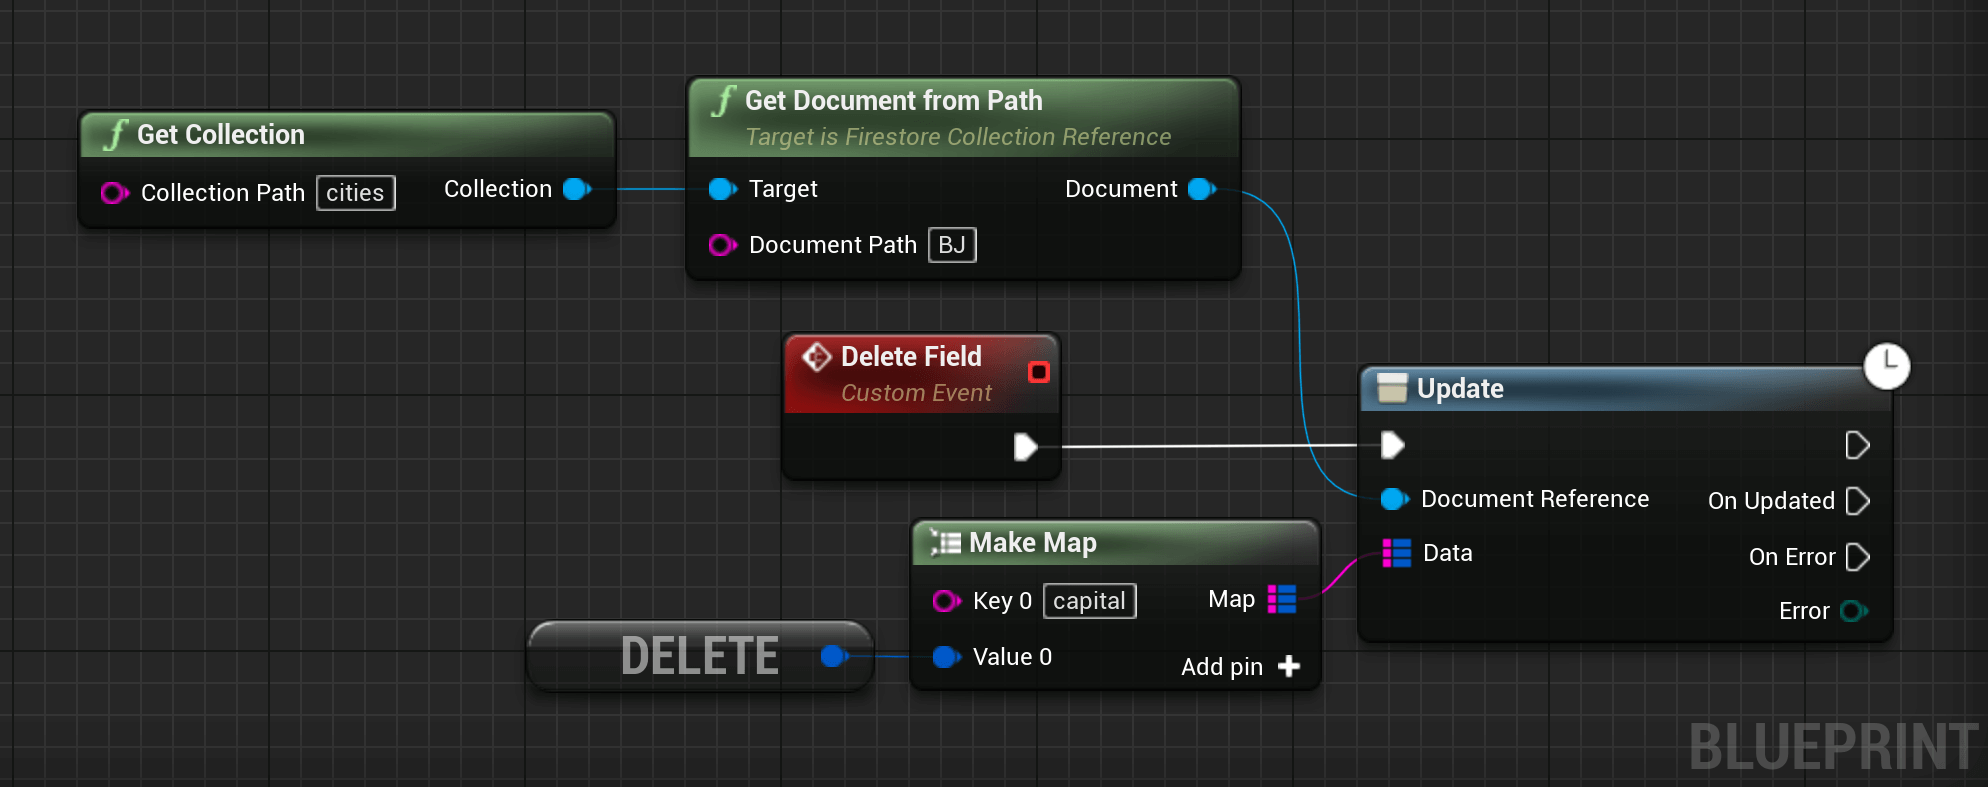 Get Collection
Collection Path cities
Collection
Get Document from Path
Target is Firestore Collection Reference
Target
Document
Document Path BJ
Delete Field
Custom Event
Update
Document Reference
On Updated
Data
On Error
Error
Make Map
Key 0 capital
Map
Value 0
Add pin
DELETE
BLUEPRINT